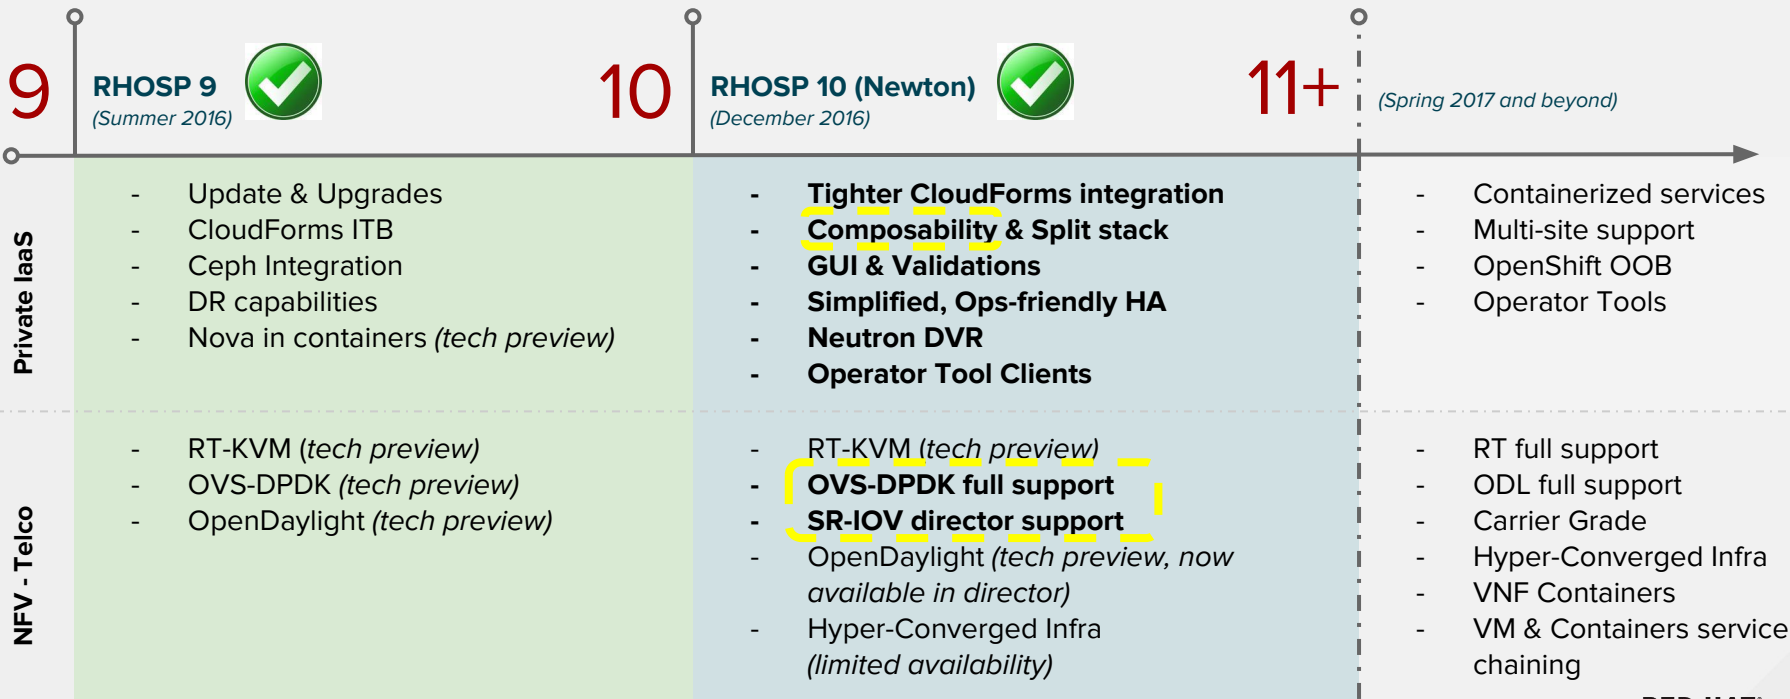 9
RHOSP 9
(Summer 2016)
10
RHOSP 10 (Newton)
(December 2016)
11+
(Spring 2017 and beyond)
Private IaaS
- Update & Upgrades
- CloudForms ITB
- Ceph Integration
- DR capabilities
- Nova in containers (tech preview)
- Tighter CloudForms integration
- Composability & Split stack
- GUI & Validations
- Simplified, Ops-friendly HA
- Neutron DVR
- Operator Tool Clients
- Containerized services
- Multi-site support
- OpenShift OOB
- Operator Tools
NFV - Telco
- RT-KVM (tech preview)
- OVS-DPDK (tech preview)
- OpenDaylight (tech preview)
- RT-KVM (tech preview)
- OVS-DPDK full support
- SR-IOV director support
- OpenDaylight (tech preview, now
available in director)
- Hyper-Converged Infra
(limited availability)
- RT full support
- ODL full support
- Carrier Grade
- Hyper-Converged Infra
- VNF Containers
- VM & Containers service
chaining